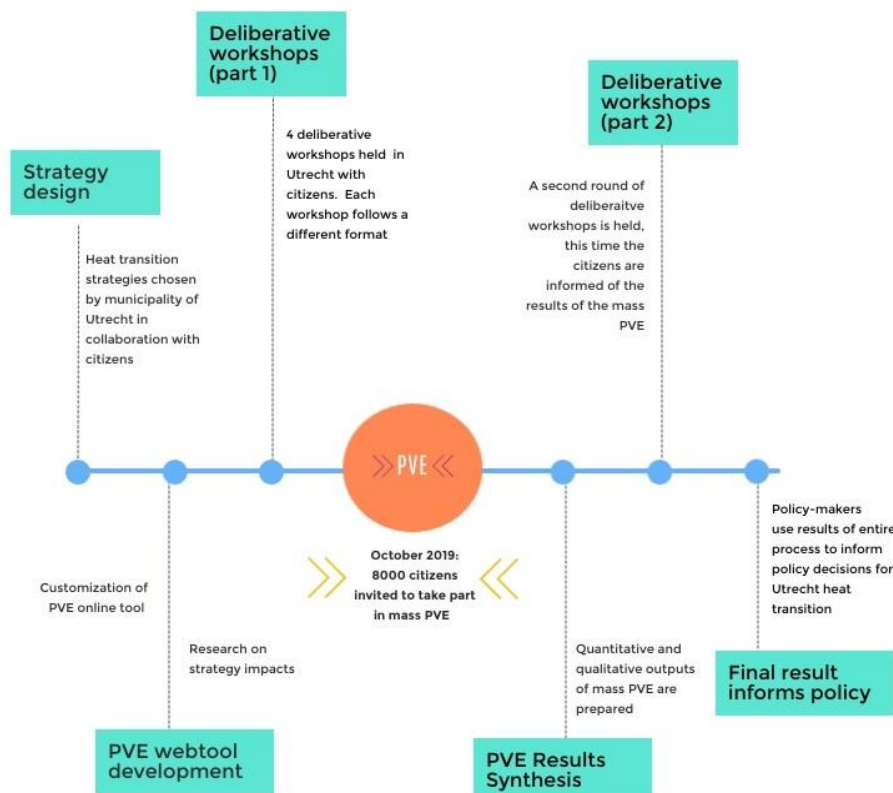 Deliberative
workshops
(part 1)
Deliberative
workshops
(part 2)
4 deliberative
workshops held in
Utrecht with
citizens. Each
workshop follows a
different format
Strategy
design
A second round of
deliberaitve
workshops is held,
this time the
citizens are
informed of the
results of the mass
PVE
Heat transition
strategies chosen
by municipality of
Utrecht in
collaboration with
citizens
>> PVE <<
October 2019:
8000 citizens
invited to take part
in mass PVE
Policy-makers
use results of entire
process to inform
policy decisions for
Utrecht heat
transition
Customization of
PVE online tool
Research on
strategy impacts
Quantitative and
qualitative outputs
of mass PVE are
prepared
Final result
informs policy
PVE webtool
development
PVE Results
Synthesis